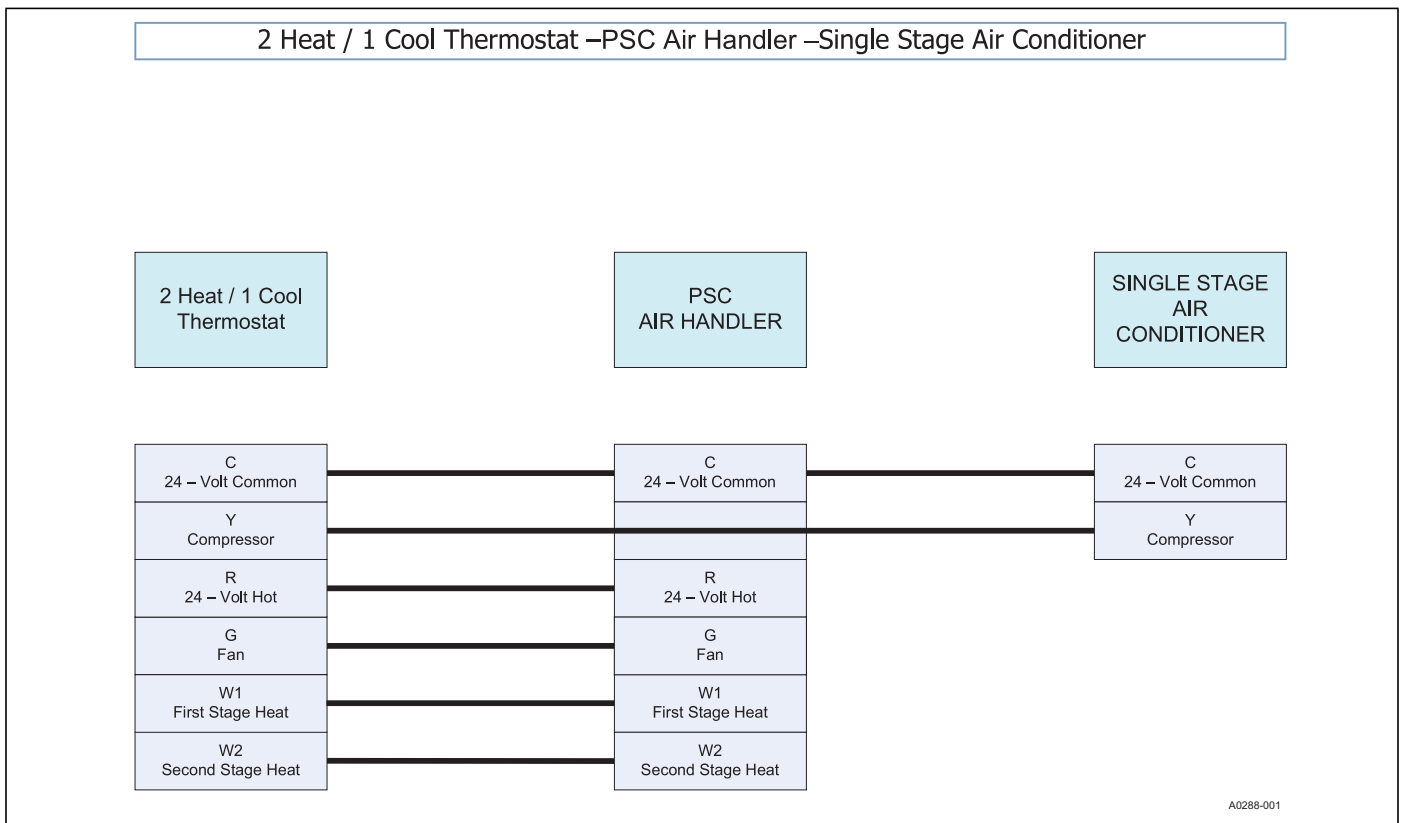 2 Heat / 1 Cool Thermostat –PSC Air Handler –Single Stage Air Conditioner
2 Heat / 1 Cool
Thermostat
PSC
AIR HANDLER
SINGLE STAGE
AIR
CONDITIONER
C
24 – Volt Common
C
24 – Volt Common
C
24 – Volt Common
Y
Compressor
Y
Compressor
R
24 – Volt Hot
R
24 – Volt Hot
G
Fan
G
Fan
W1
First Stage Heat
W1
First Stage Heat
W2
Second Stage Heat
W2
Second Stage Heat
A0288-001